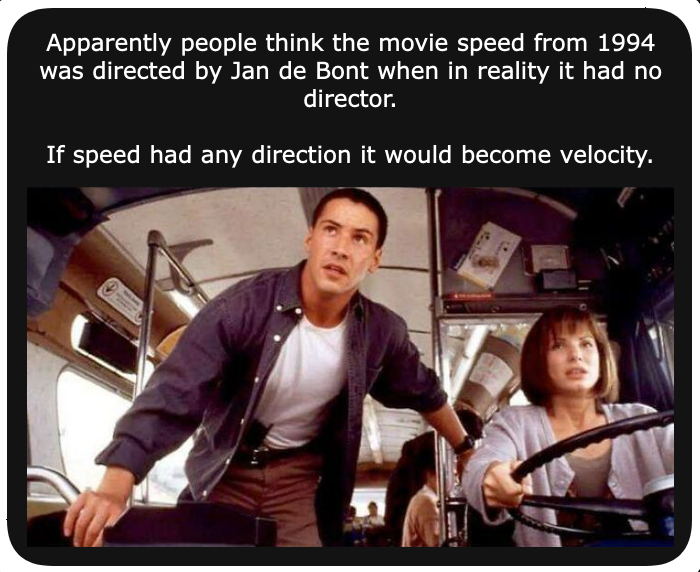 Apparently people think the movie speed from 1994
was directed by Jan de Bont when in reality it had no
director.
If speed had any direction it would become velocity.